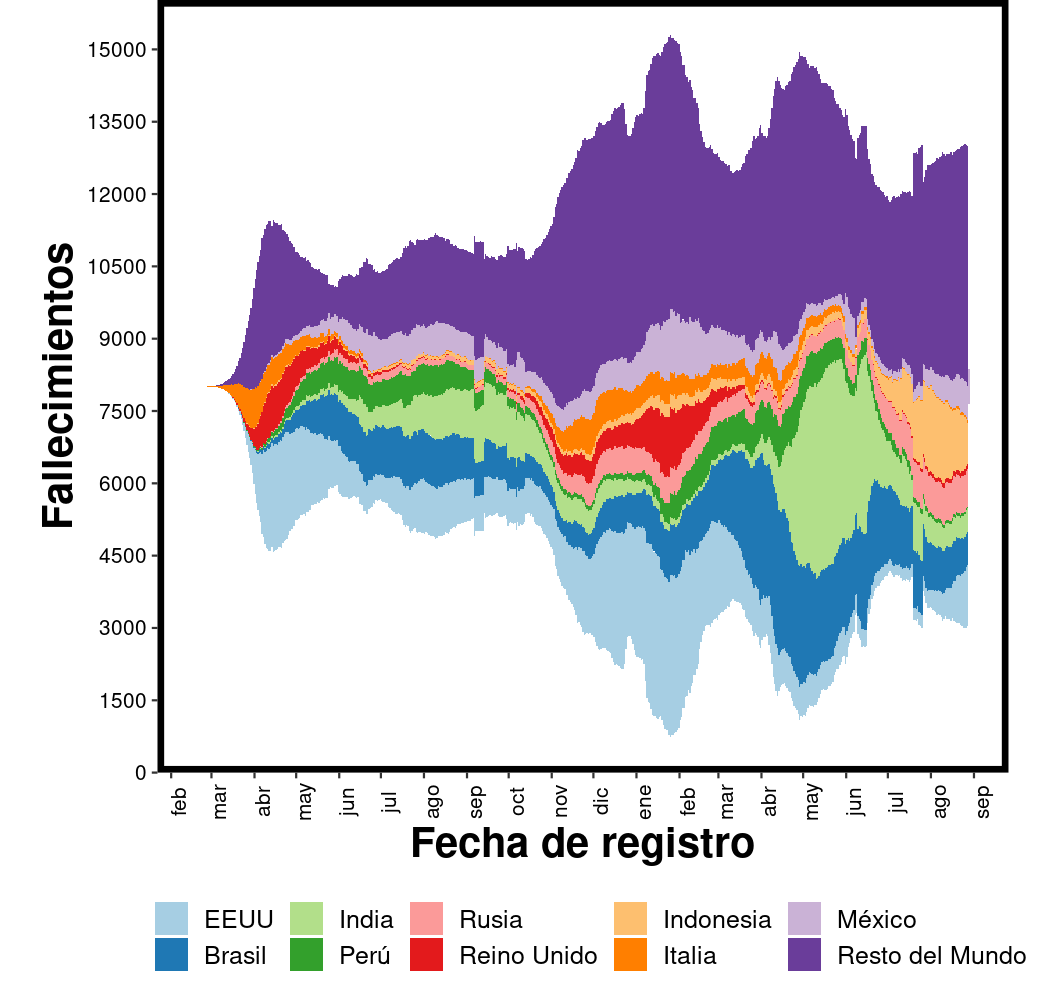 Fallecimientos
15000
13500
12000
10500
9000
7500
6000
4500
3000
1500
0
feb mar abr may jun jul ago sep oct nov dic ene feb mar abr may jun jul ago sep
Fecha de registro
EEUU India Rusia Indonesia México
Brasil Perú Reino Unido Italia Resto del Mundo